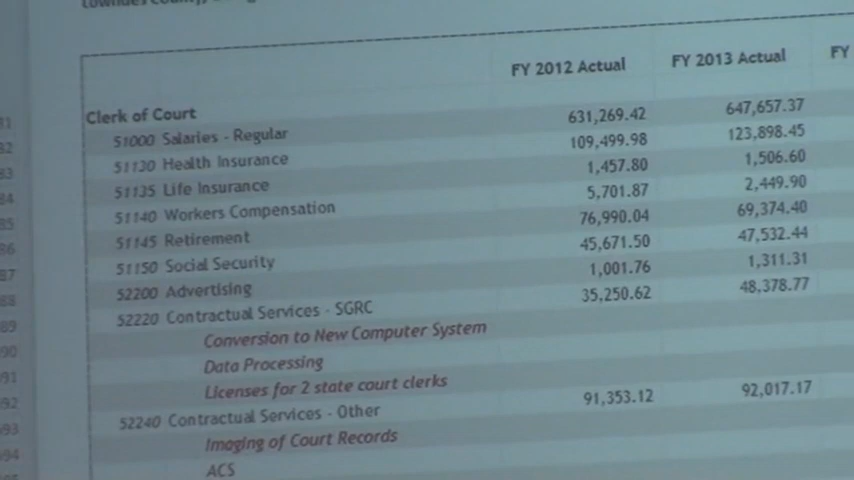 Lowndes County,
FY 2012 Actual FY 2013 Actual FY
Clerk of Court
51000 Salaries - Regular 631,269.42 647,657.37
51130 Health Insurance 109,499.98 123,898.45
51135 Life Insurance 1,457.80 1,506.60
51140 Workers Compensation 5,701.87 2,449.90
51145 Retirement 76,990.04 69,374.40
51150 Social Security 45,671.50 47,532.44
52200 Advertising 1,001.76 1,311.31
52220 Contractual Services - SGRC 35,250.62 48,378.77
Conversion to New Computer System
Data Processing
Licenses for 2 state court clerks
52240 Contractual Services - Other 91,353.12 92,017.17
Imaging of Court Records
ACS